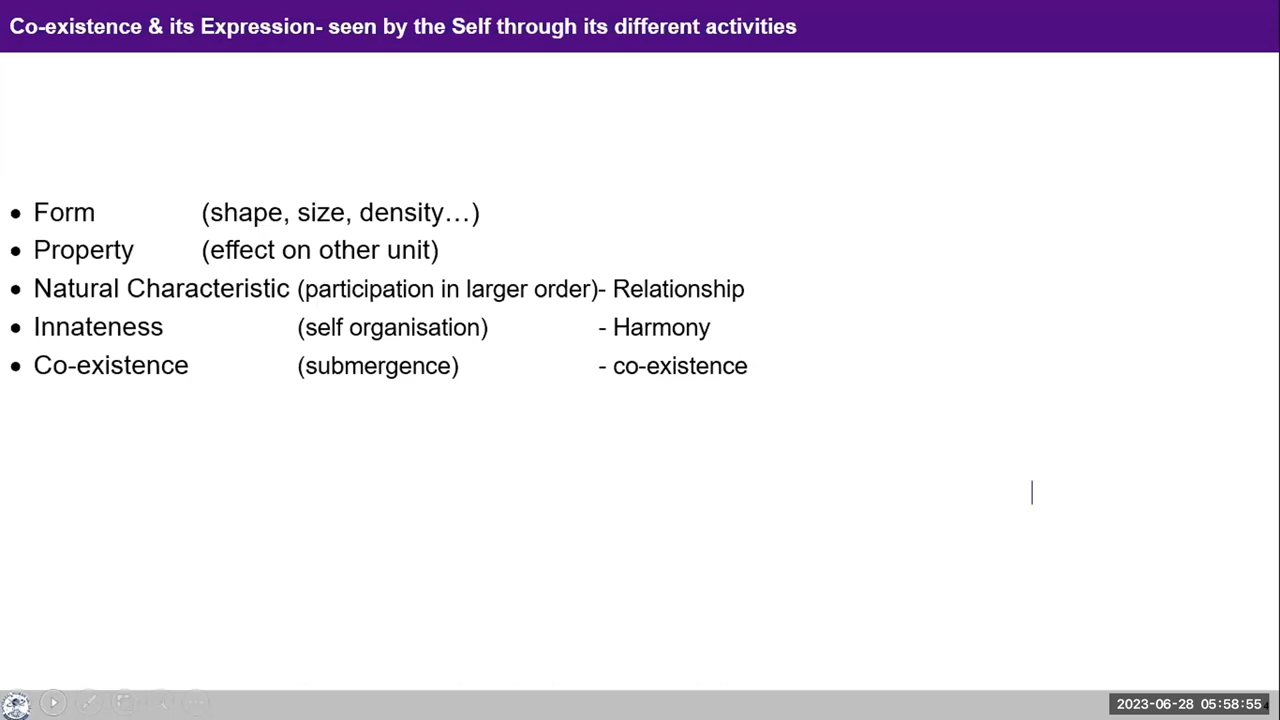 Co-existence & its Expression- seen by the Self through its different activities
• Form (shape, size, density…)
• Property (effect on other unit)
• Natural Characteristic (participation in larger order)- Relationship
• Innateness (self organisation) - Harmony
• Co-existence (submergence) - co-existence
2023-06-28 05:58:55